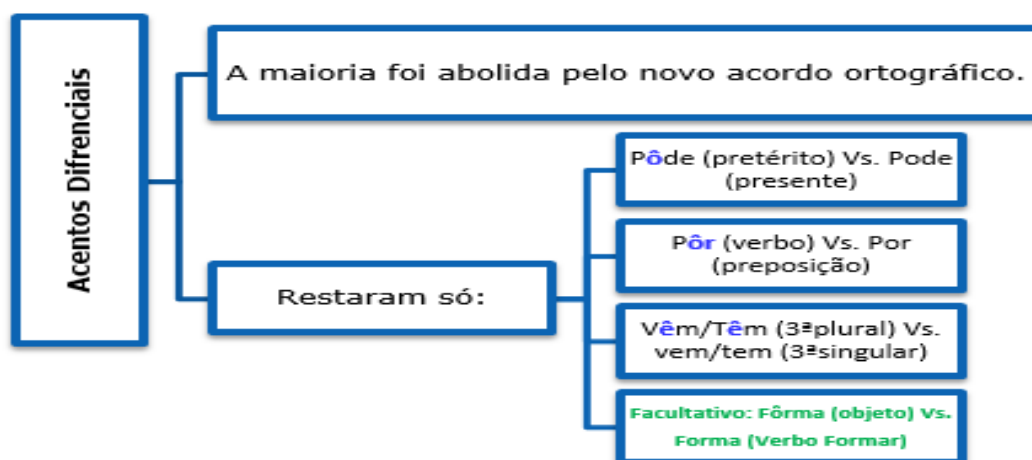 Acentos Difrenciais
A maioria foi abolida pelo novo acordo ortográfico.
Restaram só:
Pôde (pretérito) Vs. Pode
(presente)
Pôr (verbo) Vs. Por
(preposição)
Vêm/Têm (3ªplural) Vs.
vem/tem (3ªsingular)
Facultativo: Fôrma (objeto) Vs.
Forma (Verbo Formar)